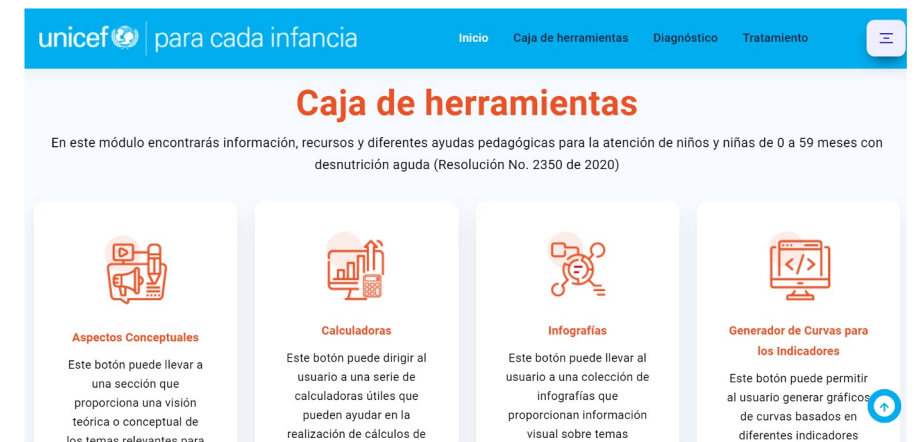 unicef para cada infancia
Inicio Caja de herramientas Diagnóstico Tratamiento
Caja de herramientas
En este módulo encontrarás información, recursos y diferentes ayudas pedagógicas para la atención de niños y niñas de 0 a 59 meses con
desnutrición aguda (Resolución No. 2350 de 2020)
Aspectos Conceptuales
Este botón puede llevar a
una sección que
proporciona una visión
teórica o conceptual de
los temas relevantes para
Calculadoras
Este botón puede dirigir al
usuario a una serie de
calculadoras útiles que
pueden ayudar en la
realización de cálculos de
Infografías
Este botón puede llevar al
usuario a una colección de
infografías que
proporcionan información
visual sobre temas
</>
Generador de Curvas para
los Indicadores
Este botón puede permitir
al usuario generar gráficos
de curvas basados en
diferentes indicadores